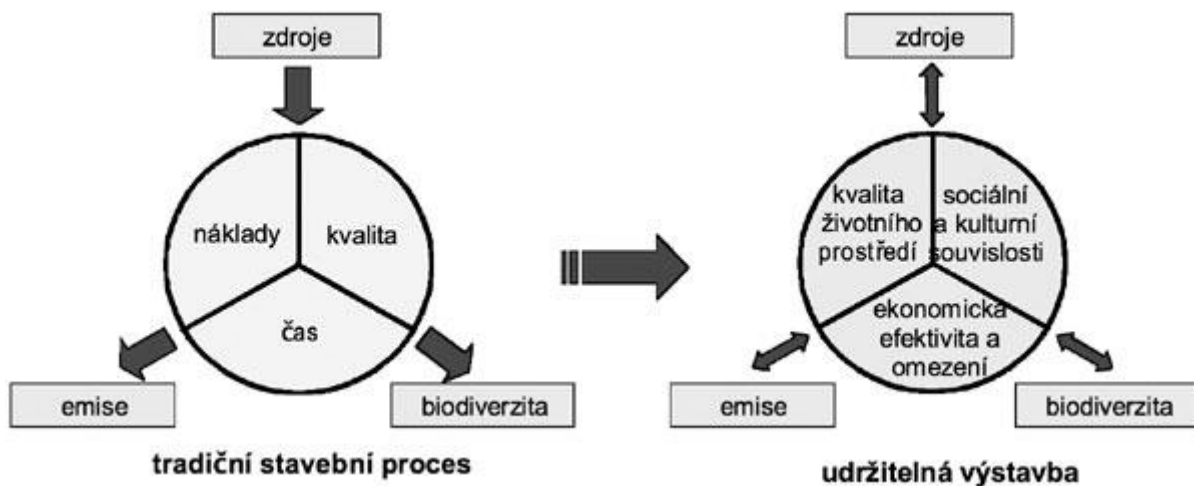 zdroje
náklady
kvalita
čas
emise
biodiverzita
tradiční stavební proces
zdroje
kvalita
životního
prostředí
sociální
a kulturní
souvislosti
ekonomická
efektivita a
omezení
emise
biodiverzita
udržitelná výstavba